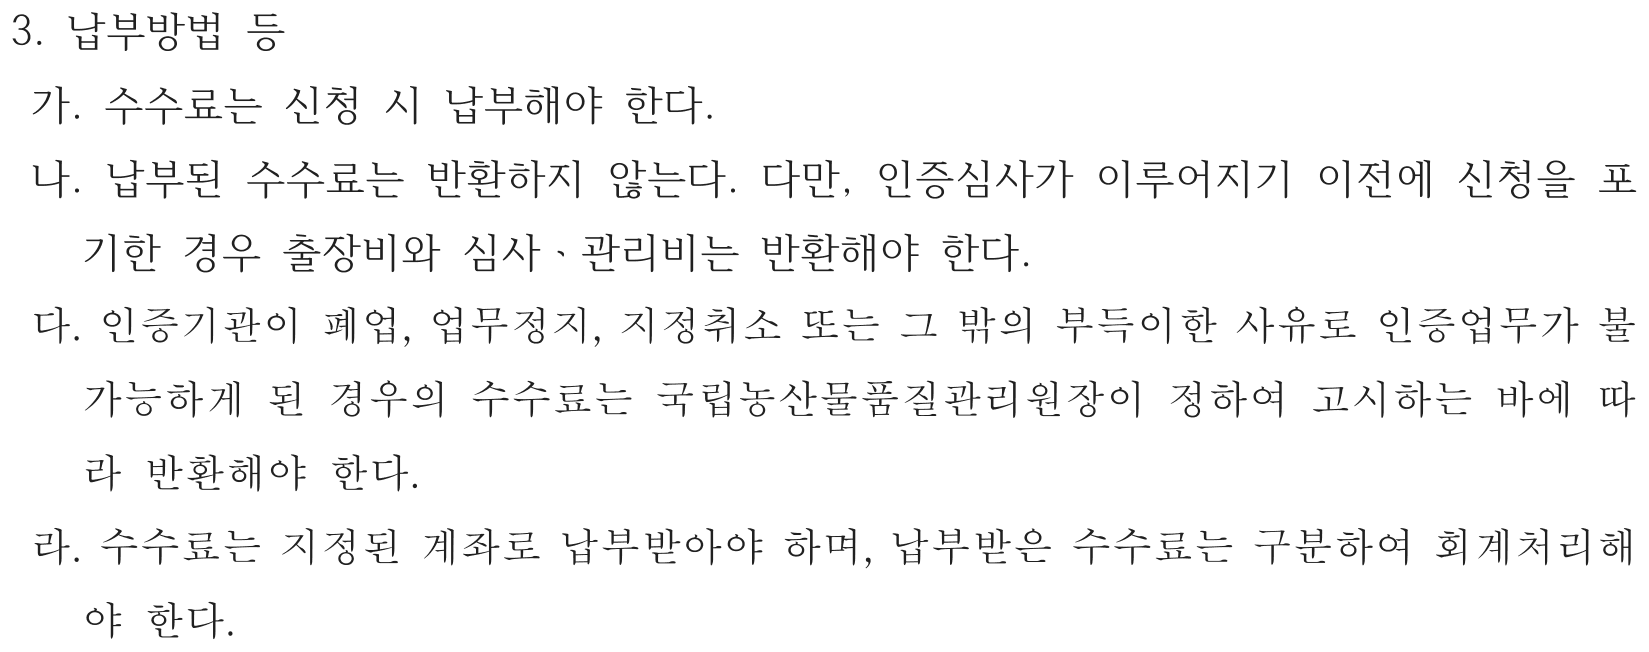 3. 납부방법 등
가. 수수료는 신청 시 납부해야 한다.
나. 납부된 수수료는 반환하지 않는다. 다만, 인증심사가 이루어지기 이전에 신청을 포
기한 경우 출장비와 심사ㆍ관리비는 반환해야 한다.
다. 인증기관이 폐업, 업무정지, 지정취소 또는 그 밖의 부득이한 사유로 인증업무가 불
가능하게 된 경우의 수수료는 국립농산물품질관리원장이 정하여 고시하는 바에 따
라 반환해야 한다.
라. 수수료는 지정된 계좌로 납부받아야 하며, 납부받은 수수료는 구분하여 회계처리해
야 한다.